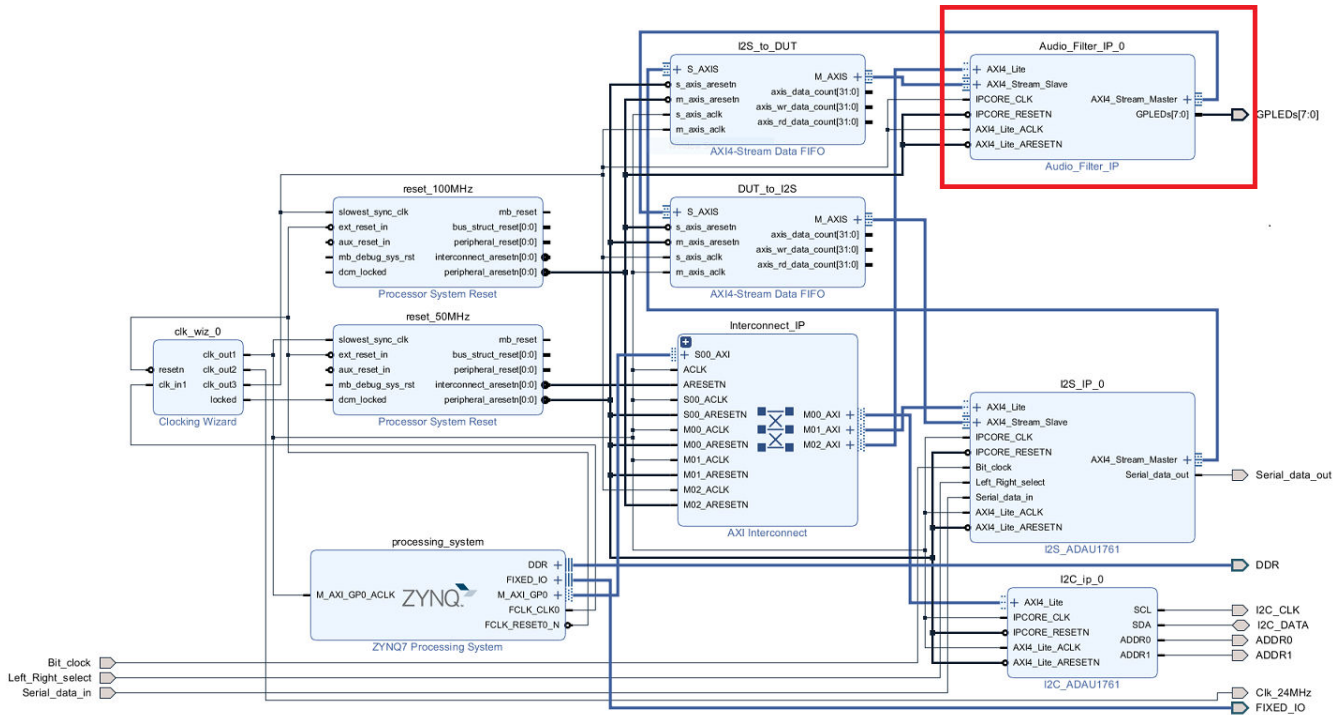 I2S_to_DUT
S_AXIS
s_axis_aresetn
m_axis_aresetn
s_axis_aclk
m_axis_aclk
M_AXIS
axis_data_count[31:0]
axis_wr_data_count[31:0]
axis_rd_data_count[31:0]
AXI4-Stream Data FIFO
Audio_Filter_IP_0
AXI4_Lite
AXI4_Stream_Slave
IPCORE_CLK
IPCORE_RESETN
AXI4_Lite_ACLK
AXI4_Lite_ARESETN
AXI4_Stream_Master
GPLEDs[7:0]
Audio_Filter_IP
GPLEDs[7:0]
reset_100MHz
slowest_sync_clk
ext_reset_in
aux_reset_in
mb_debug_sys_rst
dcm_locked
mb_reset
bus_struct_reset[0:0]
peripheral_reset[0:0]
interconnect_aresetn[0:0]
peripheral_aresetn[0:0]
Processor System Reset
DUT_to_I2S
S_AXIS
s_axis_aresetn
m_axis_aresetn
s_axis_aclk
m_axis_aclk
M_AXIS
axis_data_count[31:0]
axis_wr_data_count[31:0]
axis_rd_data_count[31:0]
AXI4-Stream Data FIFO
clk_wiz_0
resetn
clk_in1
clk_out1
clk_out2
clk_out3
locked
Clocking Wizard
reset_50MHz
slowest_sync_clk
ext_reset_in
aux_reset_in
mb_debug_sys_rst
dcm_locked
mb_reset
bus_struct_reset[0:0]
peripheral_reset[0:0]
interconnect_aresetn[0:0]
peripheral_aresetn[0:0]
Processor System Reset
Interconnect_IP
S00_AXI
ACLK
ARESETN
S00_ACLK
S00_ARESETN
M00_ACLK
M00_ARESETN
M01_ACLK
M01_ARESETN
M02_ACLK
M02_ARESETN
M00_AXI
M01_AXI
M02_AXI
AXI Interconnect
I2S_IP_0
AXI4_Lite
AXI4_Stream_Slave
IPCORE_CLK
IPCORE_RESETN
Bit_clock
Left_Right_select
Serial_data_in
AXI4_Lite_ACLK
AXI4_Lite_ARESETN
AXI4_Stream_Master
Serial_data_out
I2S_ADAU1761
Serial_data_out
processing_system
M_AXI_GP0_ACLK
ZYNQ
DDR
FIXED_IO
M_AXI_GP0
FCLK_CLK0
FCLK_RESET0_N
ZYNQ7 Processing System
DDR
I2C_ip_0
AXI4_Lite
IPCORE_CLK
IPCORE_RESETN
AXI4_Lite_ACLK
AXI4_Lite_ARESETN
SCL
SDA
ADDR0
ADDR1
I2C_ADAU1761
I2C_CLK
I2C_DATA
ADDR0
ADDR1
Bit_clock
Left_Right_select
Serial_data_in
Clk_24MHz
FIXED_IO